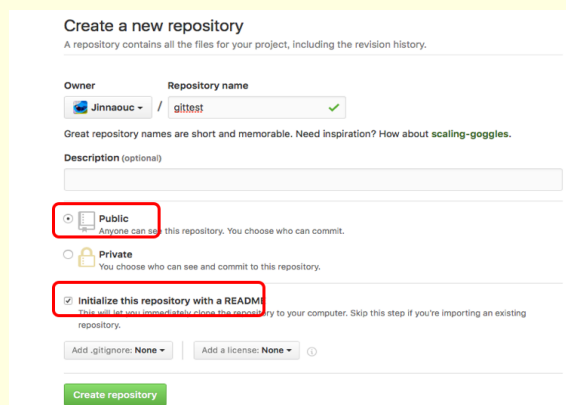 Create a new repository
A repository contains all the files for your project, including the revision history.
Owner Repository name
Jinnaouc / gittest
Great repository names are short and memorable. Need inspiration? How about scaling-goggles.
Description (optional)
Public
Anyone can see this repository. You choose who can commit.
Private
You choose who can see and commit to this repository.
Initialize this repository with a README
This will let you immediately clone the repository to your computer. Skip this step if you're importing an existing
repository.
Add .gitignore: None Add a license: None
Create repository